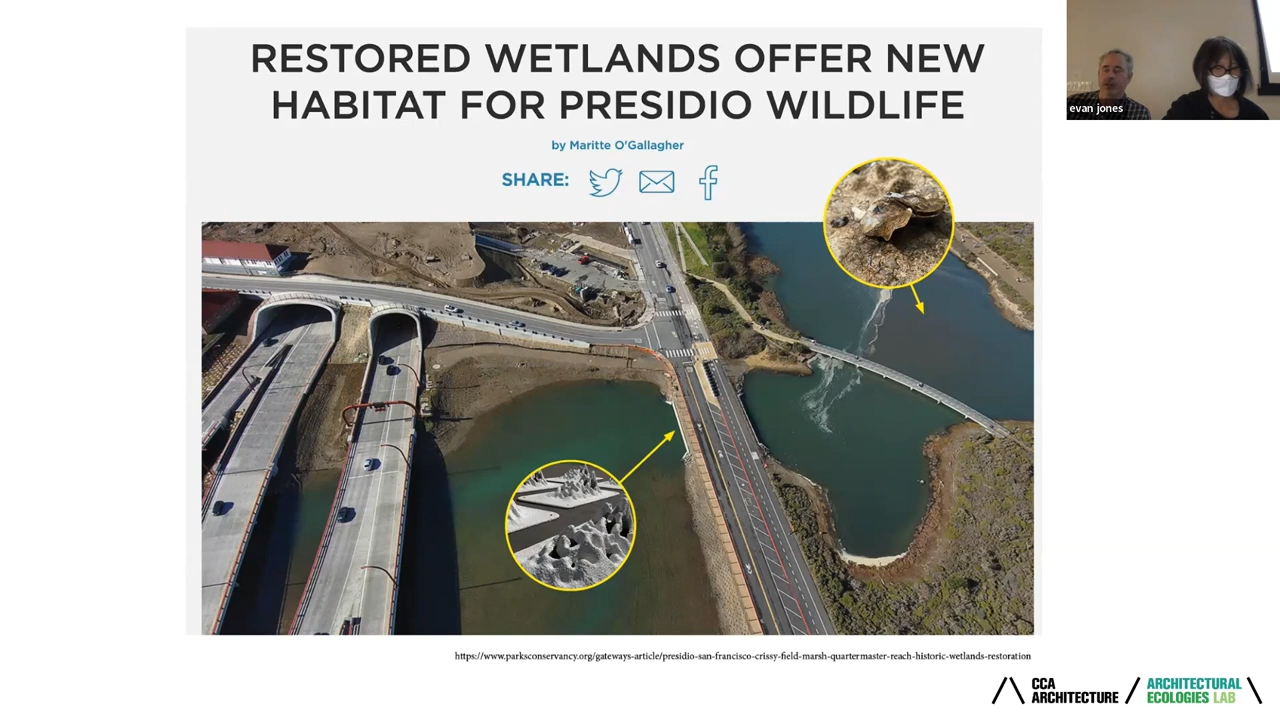 RESTORED WETLANDS OFFER NEW
HABITAT FOR PRESIDIO WILDLIFE
by Maritte O'Gallagher
SHARE:
evan jones
https://www.parksconservancy.org/gateways-article/presidio-san-francisco-crissy-field-marsh-quartermaster-reach-historic-wetlands-restoration
CCA
ARCHITECTURE
ARCHITECTURAL
ECOLOGIES LAB